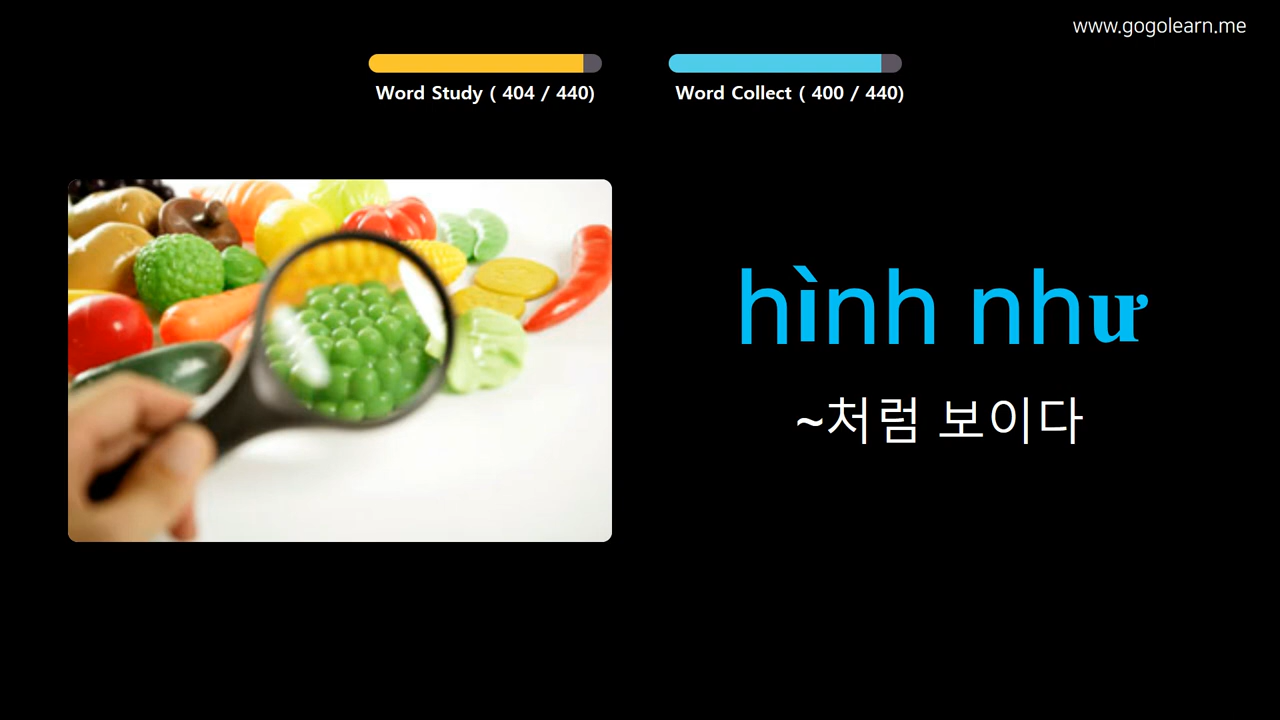 www.gogolearn.me
Word Study ( 404 / 440)
Word Collect ( 400 / 440)
hình như
~처럼 보이다